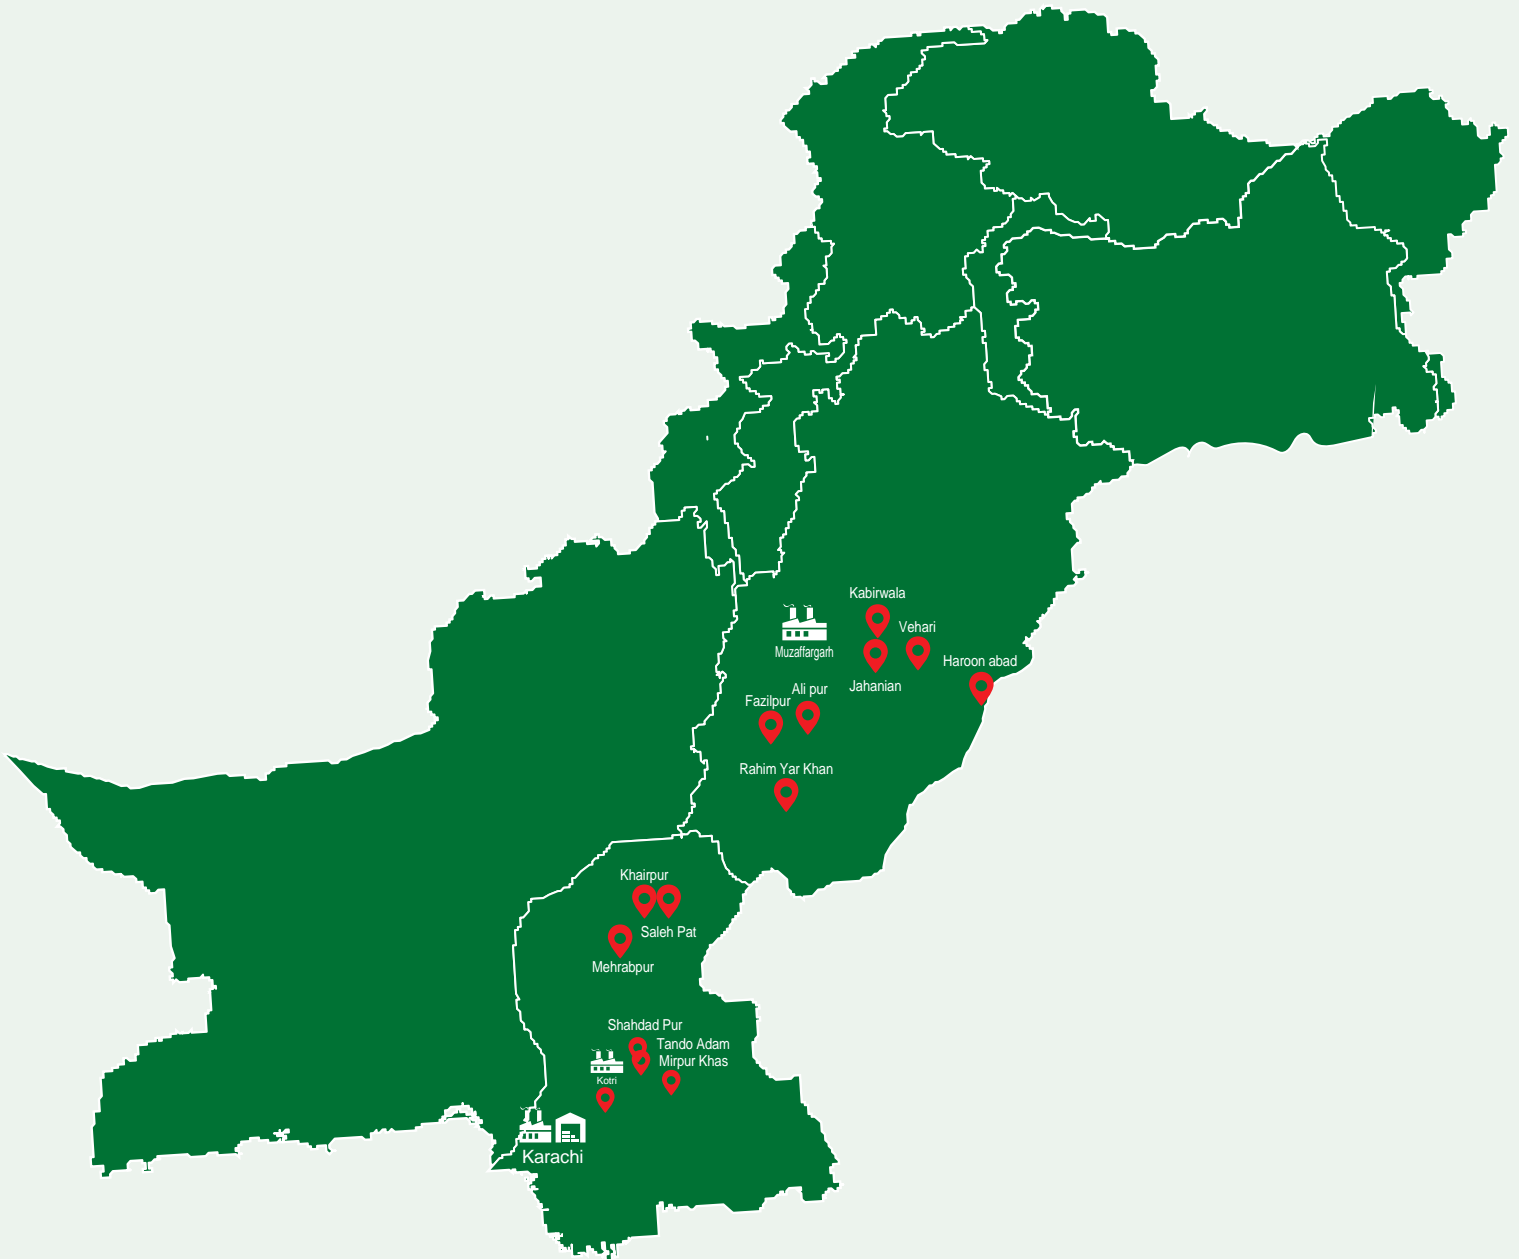 Kabirwala
Vehari
Muzaffargarh
Haroon abad
Jahanian
Ali pur
Fazilpur
Rahim Yar Khan
Khairpur
Saleh Pat
Mehrabpur
Shahdad Pur
Tando Adam
Mirpur Khas
Kotri
Karachi